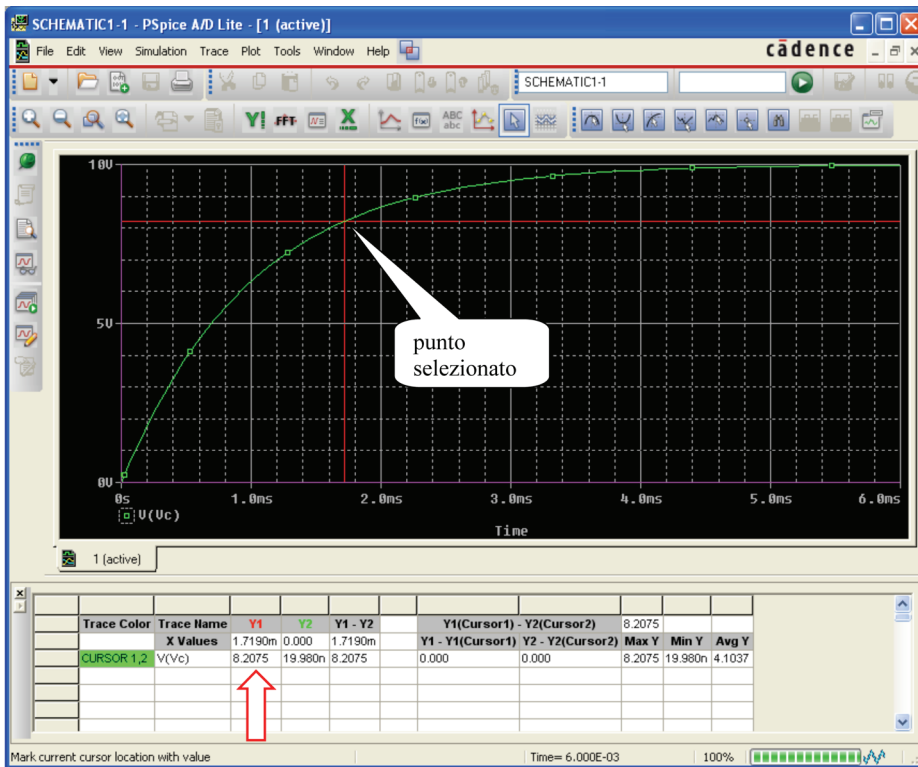 SCHEMATIC1-1 - PSpice A/D Lite - [1 (active)]
File Edit View Simulation Trace Plot Tools Window Help
cādence
SCHEMATIC1-1
FFT
ABC
abc
10V
5V
0V
0s 1.0ms 2.0ms 3.0ms 4.0ms 5.0ms 6.0ms
V(Vc)
Time
punto
selezionato
1 (active)
Trace Color Trace Name Y1 Y2 Y1 - Y2 Y1(Cursor1) - Y2(Cursor2) 8.2075
X Values 1.7190m 0.000 1.7190m Y1 - Y1(Cursor1) Y2 - Y2(Cursor2) Max Y Min Y Avg Y
CURSOR 1,2 V(Vc) 8.2075 19.980n 8.2075 0.000 0.000 8.2075 19.980n 4.1037
Mark current cursor location with value Time= 6.000E-03 100%